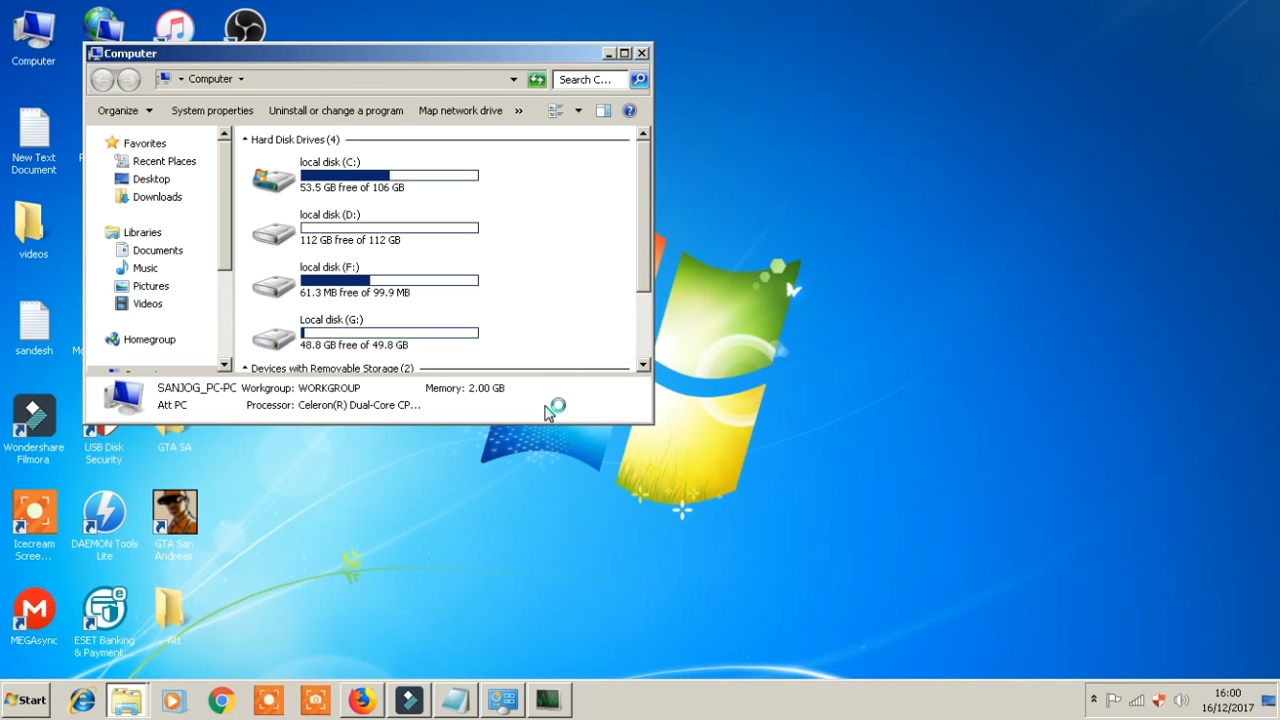 Computer
New Text
Document
videos
sandesh
Wondershare
Filmora
USB Disk
Security
GTA SA
Icecream
Scree...
DAEMON Tools
Lite
GTA San
Andreas
MEGAsync
ESET Banking
& Payment...
Att
Computer
Computer
Search C...
Organize
System properties
Uninstall or change a program
Map network drive
»
Favorites
Recent Places
Desktop
Downloads
Libraries
Documents
Music
Pictures
Videos
Homegroup
Hard Disk Drives (4)
local disk (C:)
53.5 GB free of 106 GB
local disk (D:)
112 GB free of 112 GB
local disk (F:)
61.3 MB free of 99.9 MB
Local disk (G:)
48.8 GB free of 49.8 GB
Devices with Removable Storage (2)
SANJOG_PC-PC Workgroup: WORKGROUP Memory: 2.00 GB
Att PC Processor: Celeron(R) Dual-Core CP...
Start
16:00
16/12/2017